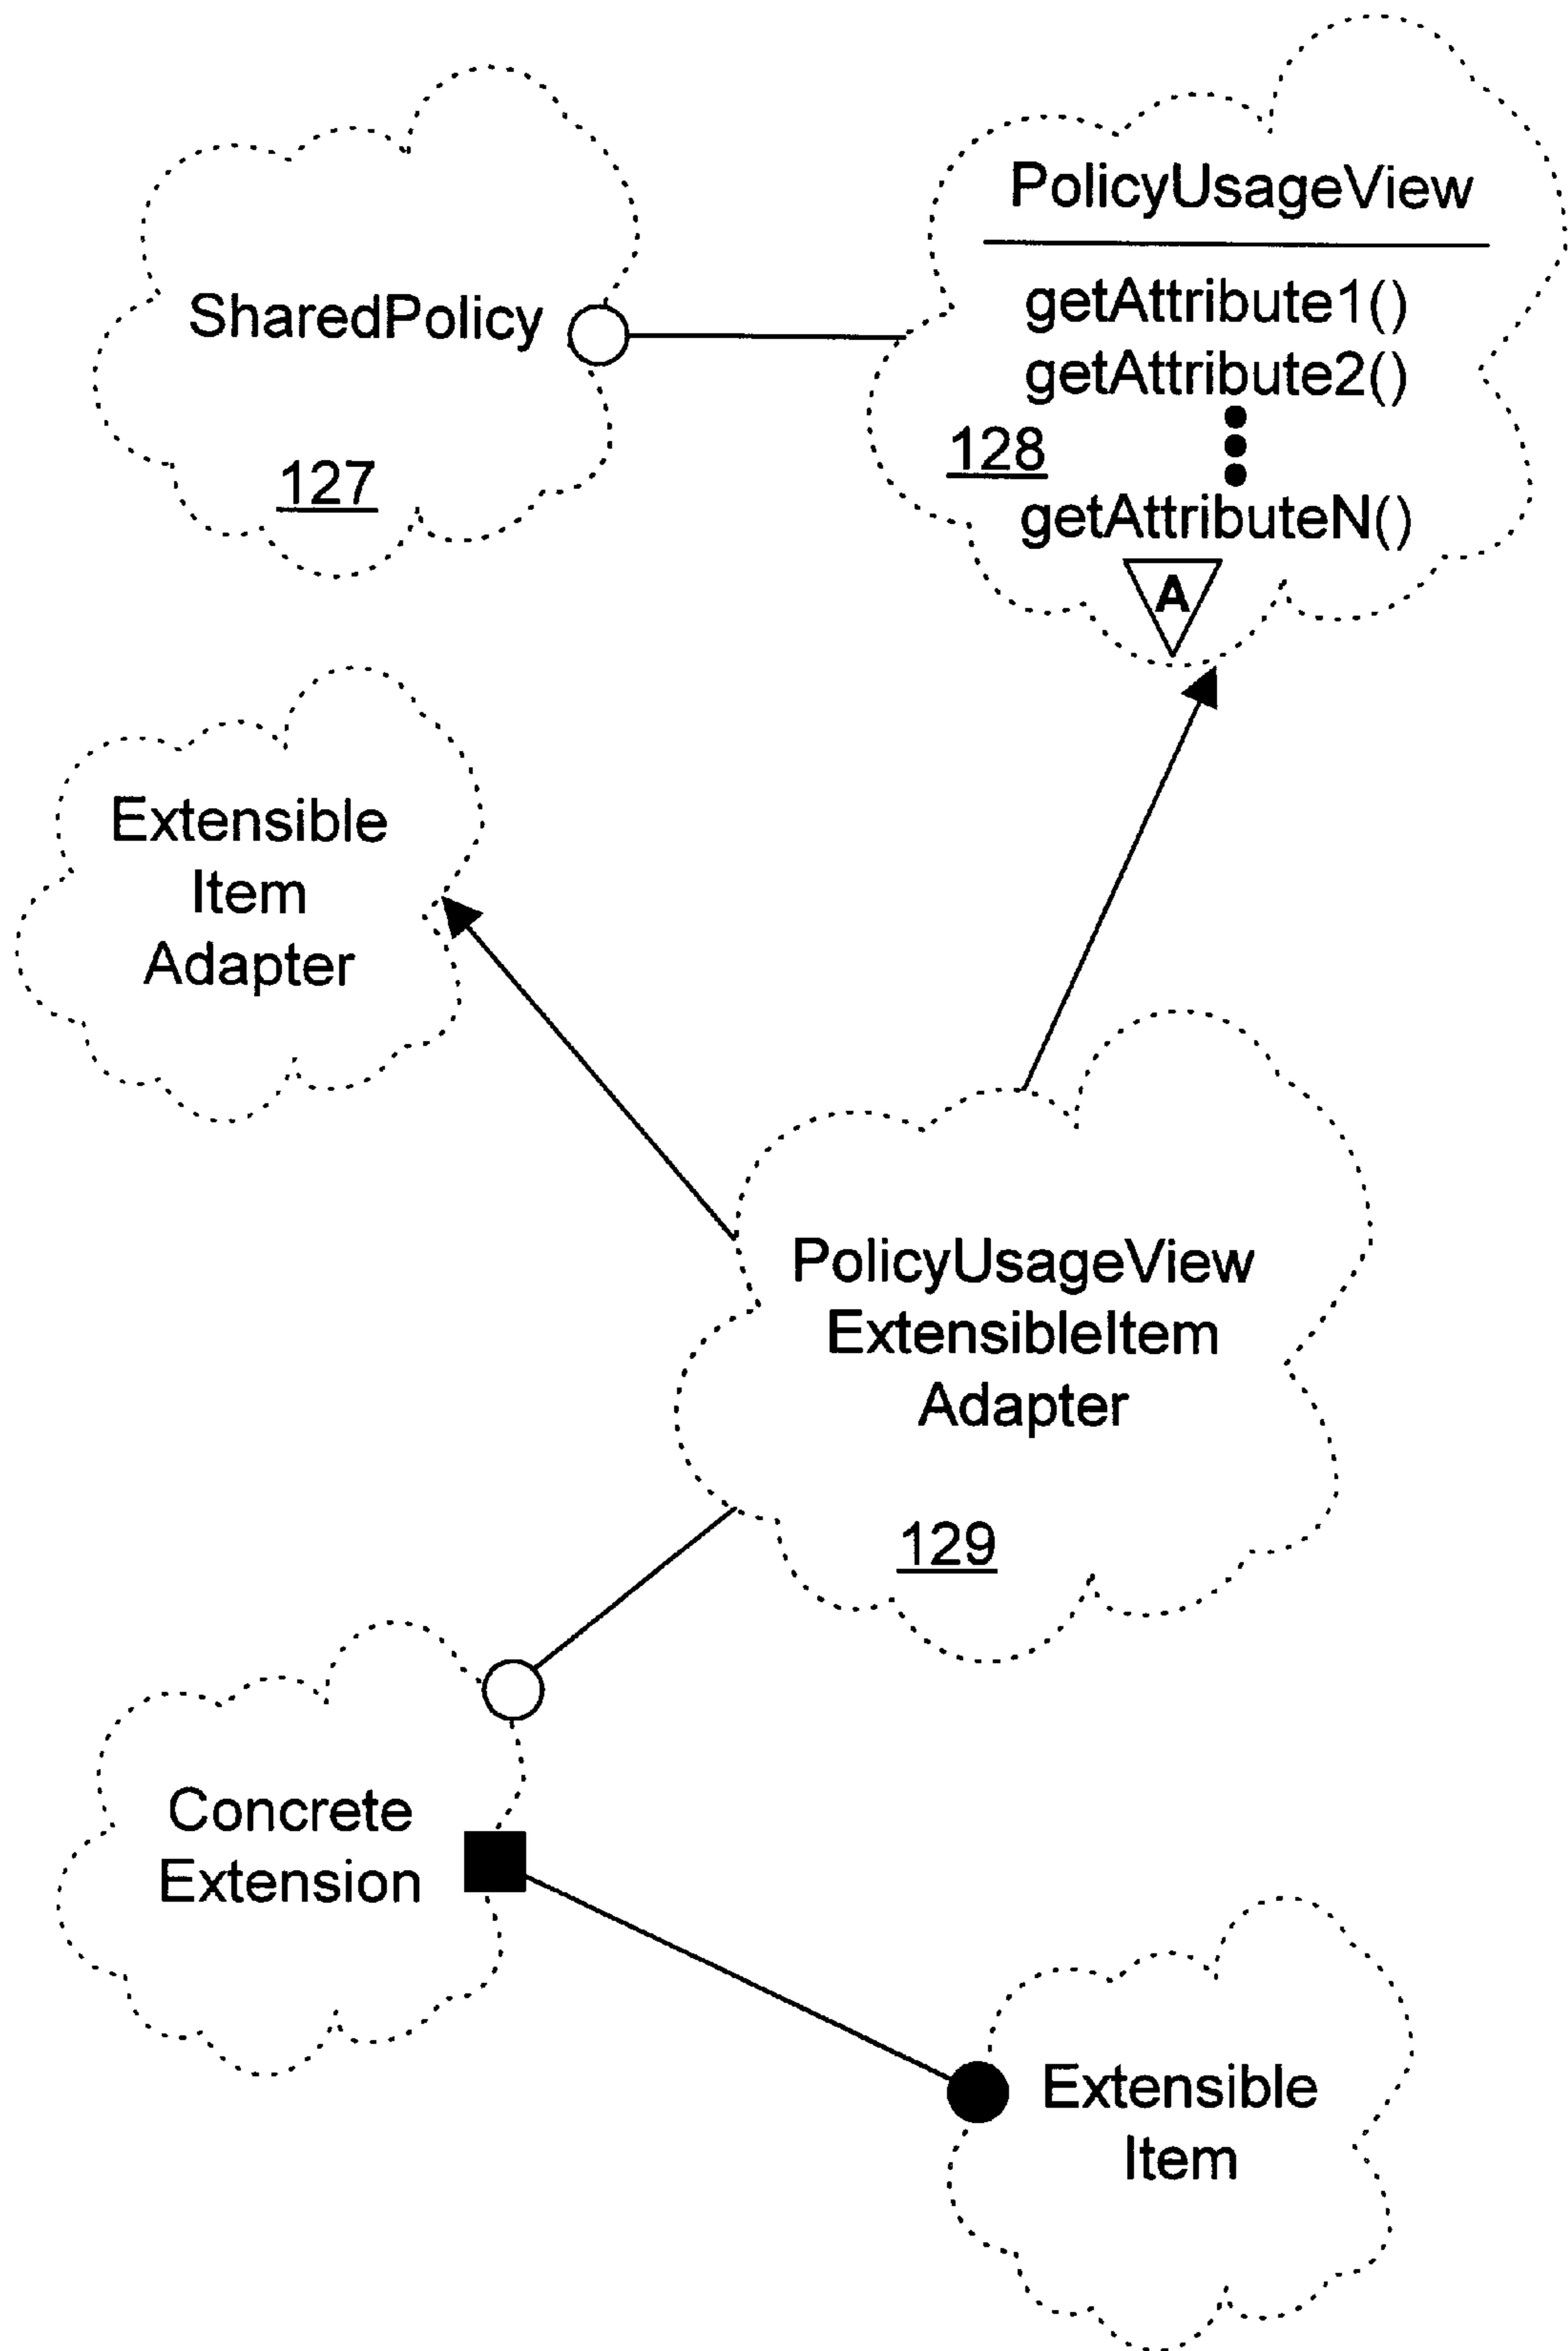 PolicyUsageView
getAttribute1()
getAttribute2()
128
getAttributeN()
A
SharedPolicy
127
Extensible
Item
Adapter
PolicyUsageView
ExtensibleItem
Adapter
129
Concrete
Extension
Extensible
Item